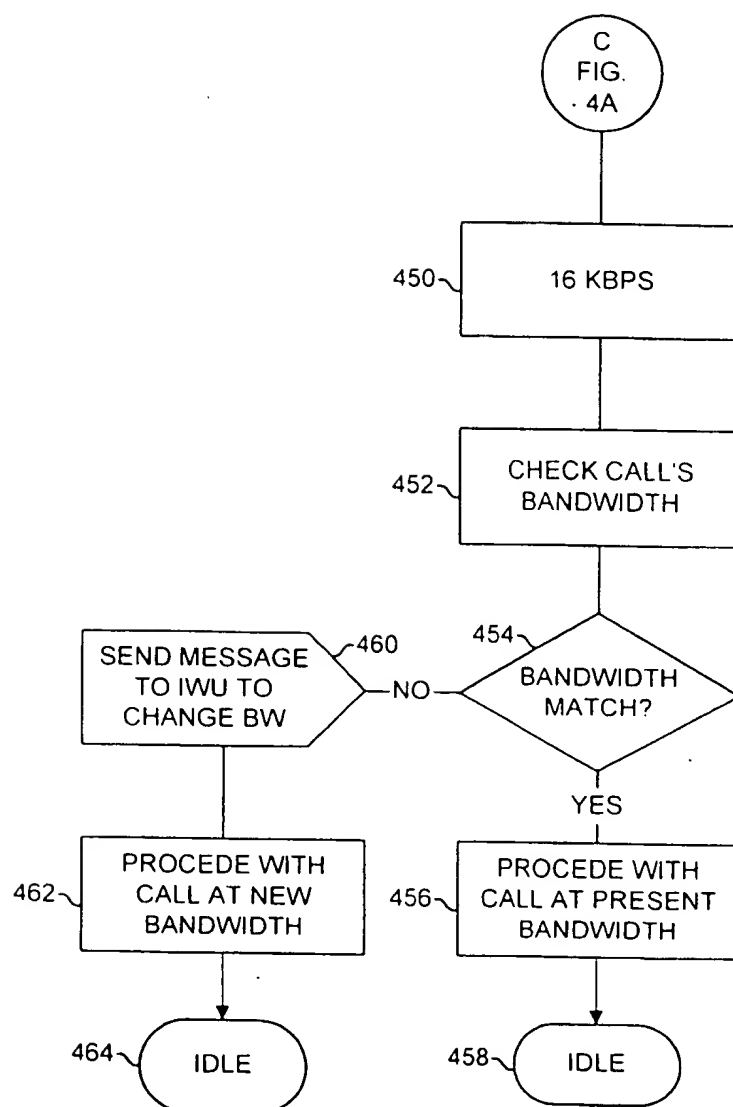 C
FIG.
4A
450
16 KBPS
452
CHECK CALL'S
BANDWIDTH
460
454
SEND MESSAGE
TO IWU TO
CHANGE BW
NO
BANDWIDTH
MATCH?
YES
462
PROCEDE WITH
CALL AT NEW
BANDWIDTH
456
PROCEDE WITH
CALL AT PRESENT
BANDWIDTH
464
IDLE
458
IDLE